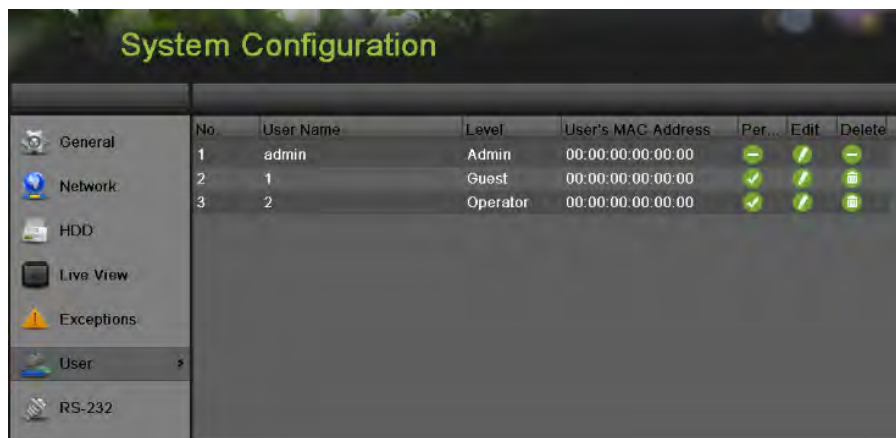 System Configuration
General
Network
HDD
Live View
Exceptions
User
RS-232
No. User Name Level User's MAC Address Per... Edit Delete
1 admin Admin 00:00:00:00:00:00
2 1 Guest 00:00:00:00:00:00
3 2 Operator 00:00:00:00:00:00